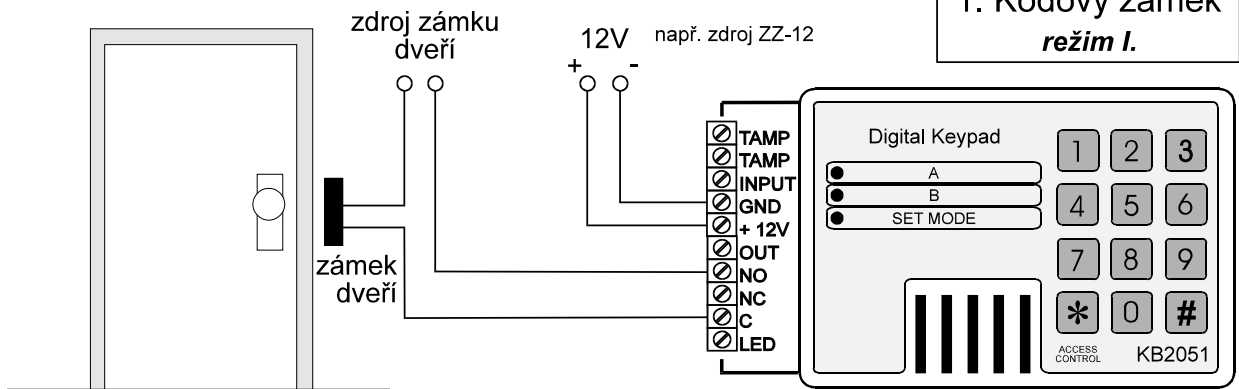 zdroj zámku
dveří
12V
+ -
např. zdroj ZZ-12
1. Kódový zámek
režim I.
zámek
dveří
TAMP
TAMP
INPUT
GND
+ 12V
OUT
NO
NC
C
LED
Digital Keypad
A
B
SET MODE
1 2 3
4 5 6
7 8 9
* 0 #
ACCESS
CONTROL
KB2051